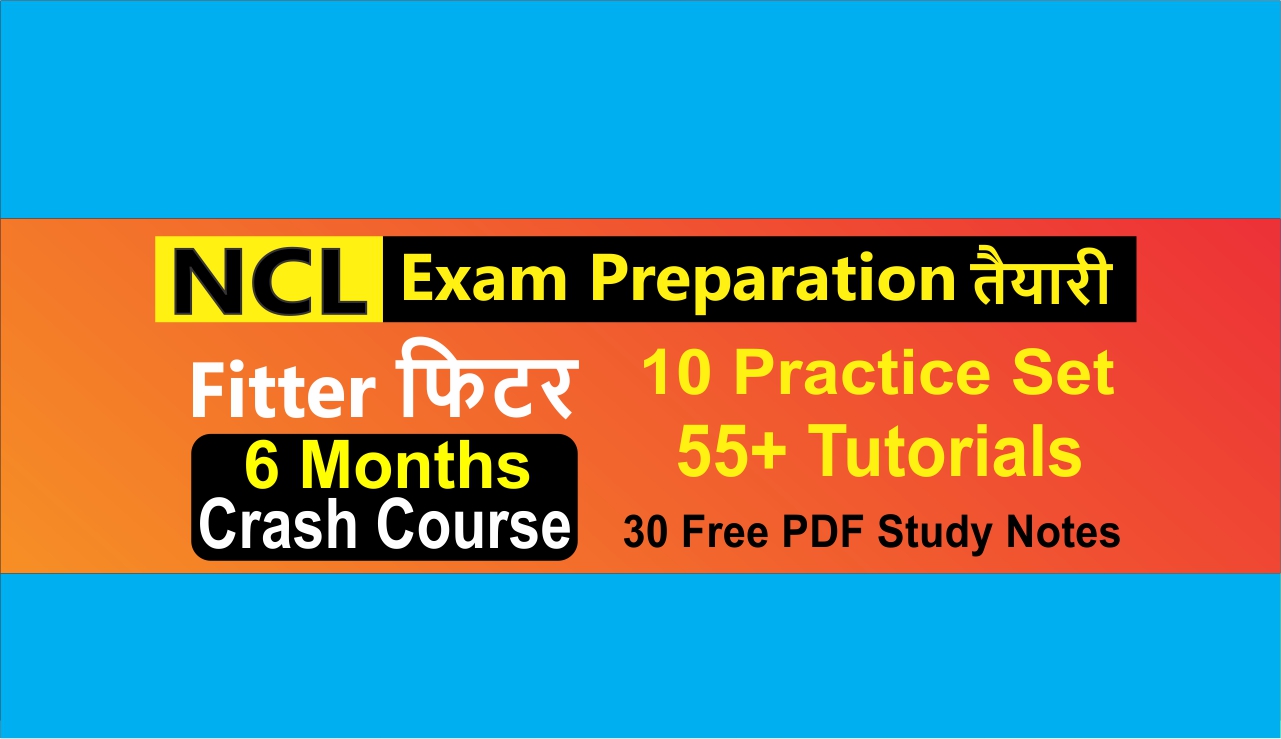 NCL Exam Preparation तैयारी
Fitter फिटर
6 Months
Crash Course
10 Practice Set
55+ Tutorials
30 Free PDF Study Notes